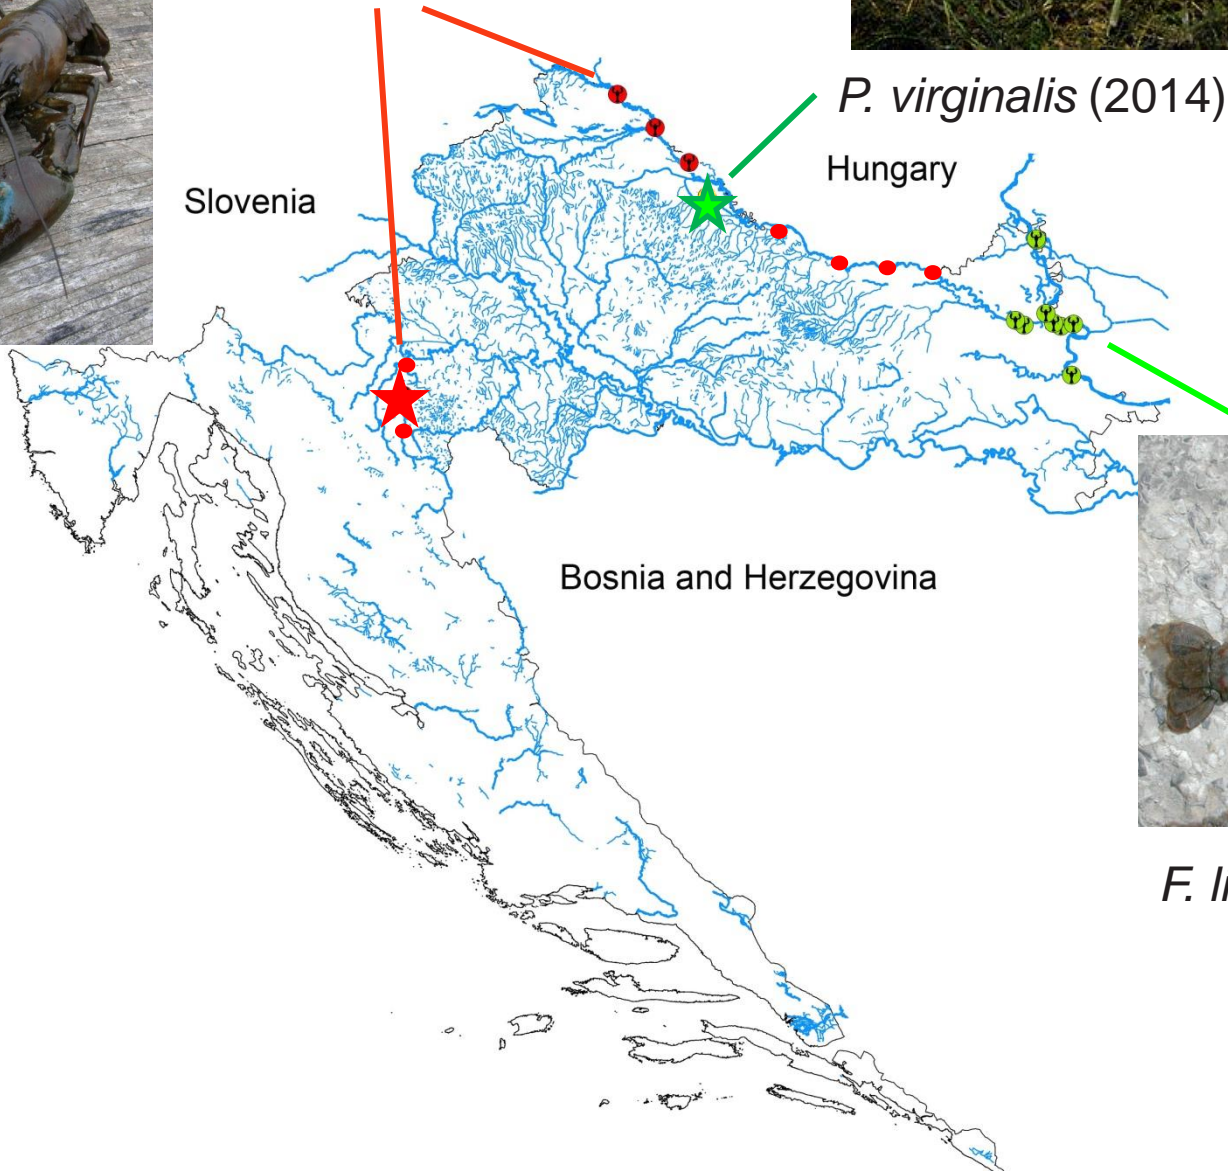 P. virginalis (2014)
Hungary
Slovenia
Bosnia and Herzegovina
F.